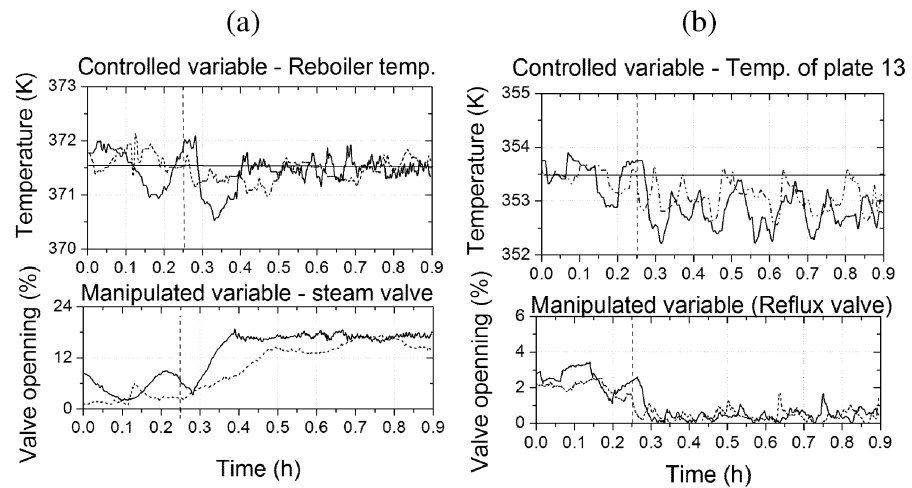 (a)
Controlled variable - Reboiler temp.
Temperature (K)
373
372
371
370
0.0 0.1 0.2 0.3 0.4 0.5 0.6 0.7 0.8 0.9
Manipulated variable - steam valve
Valve openning (%)
24
12
0
0.0 0.1 0.2 0.3 0.4 0.5 0.6 0.7 0.8 0.9
Time (h)
(b)
Controlled variable - Temp. of plate 13
Temperature (K)
355
354
353
352
0.0 0.1 0.2 0.3 0.4 0.5 0.6 0.7 0.8 0.9
Manipulated variable (Reflux valve)
Valve openning (%)
6
4
2
0
0.0 0.1 0.2 0.3 0.4 0.5 0.6 0.7 0.8 0.9
Time (h)